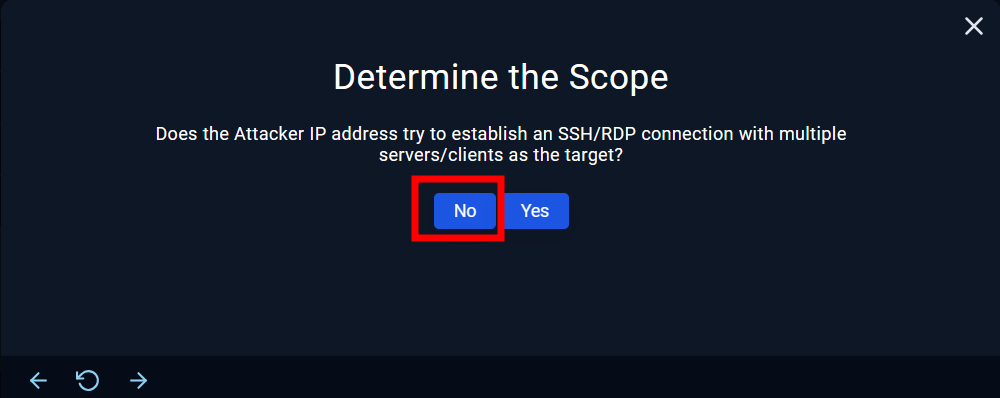 Determine the Scope
Does the Attacker IP address try to establish an SSH/RDP connection with multiple
servers/clients as the target?
No
Yes